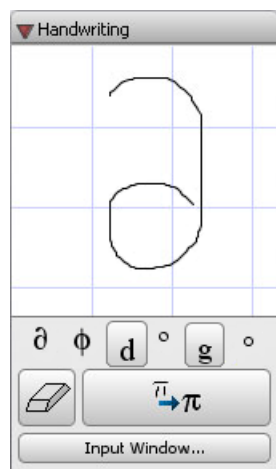 Handwriting
∂
∂ ϕ d ° g ∘
π → π
Input Window...